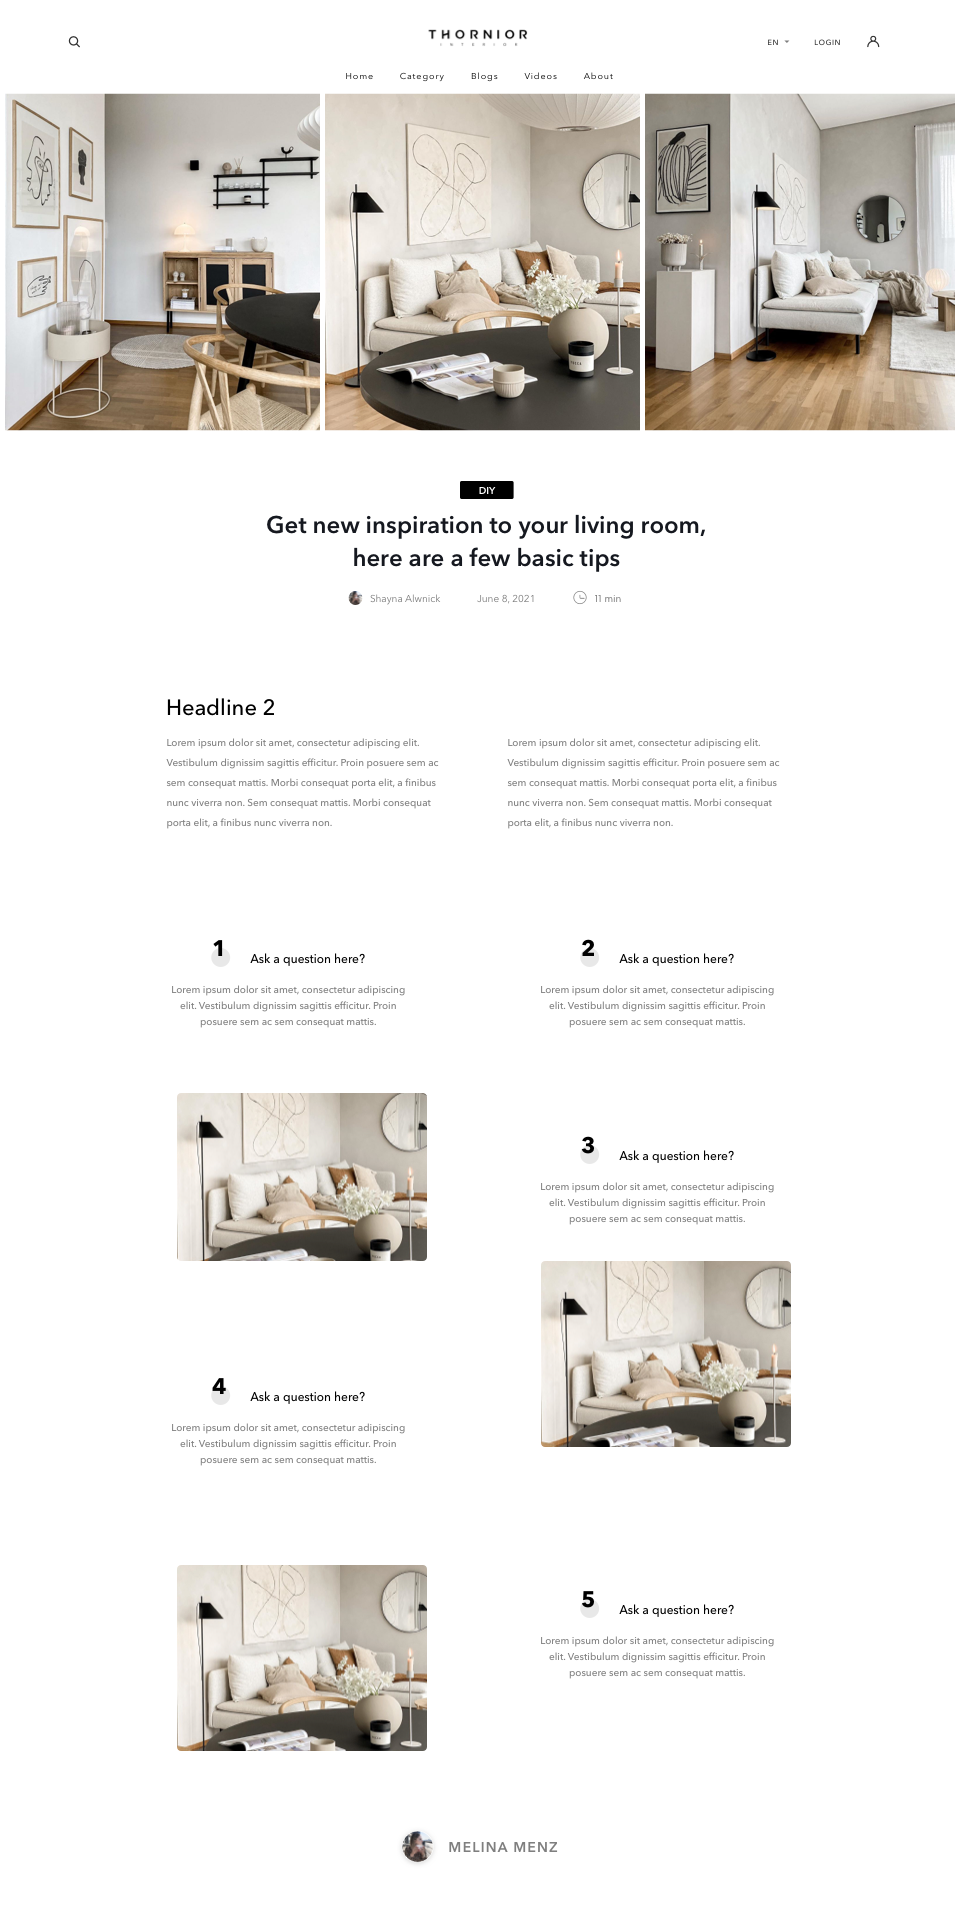 THORNIOR
INTERIOR
EN
LOGIN
Home
Category
Blogs
Videos
About
DIY
Get new inspiration to your living room,
here are a few basic tips
Shayna Alwnick
June 8, 2021
11 min
Headline 2
Lorem ipsum dolor sit amet, consectetur adipiscing elit.
Vestibulum dignissim sagittis efficitur. Proin posuere sem ac
sem consequat mattis. Morbi consequat porta elit, a finibus
nunc viverra non. Sem consequat mattis. Morbi consequat
porta elit, a finibus nunc viverra non.
Lorem ipsum dolor sit amet, consectetur adipiscing elit.
Vestibulum dignissim sagittis efficitur. Proin posuere sem ac
sem consequat mattis. Morbi consequat porta elit, a finibus
nunc viverra non. Sem consequat mattis. Morbi consequat
porta elit, a finibus nunc viverra non.
1
Ask a question here?
Lorem ipsum dolor sit amet, consectetur adipiscing
elit. Vestibulum dignissim sagittis efficitur. Proin
posuere sem ac sem consequat mattis.
2
Ask a question here?
Lorem ipsum dolor sit amet, consectetur adipiscing
elit. Vestibulum dignissim sagittis efficitur. Proin
posuere sem ac sem consequat mattis.
3
Ask a question here?
Lorem ipsum dolor sit amet, consectetur adipiscing
elit. Vestibulum dignissim sagittis efficitur. Proin
posuere sem ac sem consequat mattis.
4
Ask a question here?
Lorem ipsum dolor sit amet, consectetur adipiscing
elit. Vestibulum dignissim sagittis efficitur. Proin
posuere sem ac sem consequat mattis.
5
Ask a question here?
Lorem ipsum dolor sit amet, consectetur adipiscing
elit. Vestibulum dignissim sagittis efficitur. Proin
posuere sem ac sem consequat mattis.
MELINA MENZ